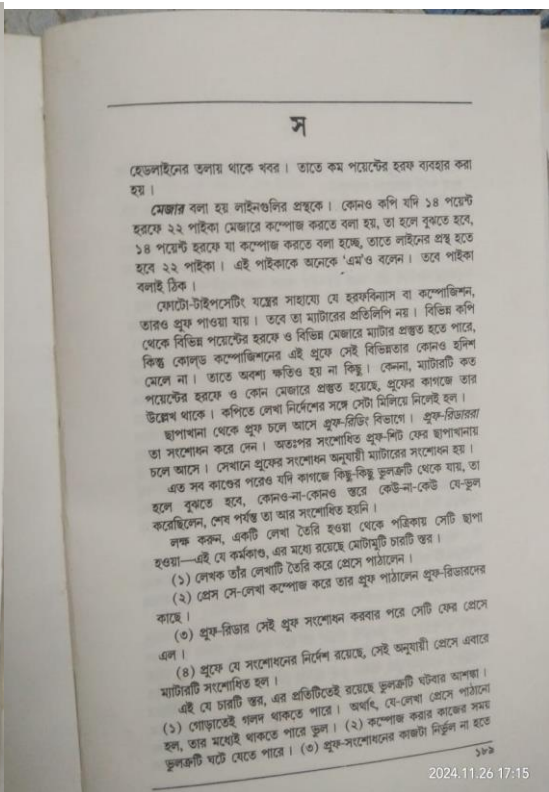 স
হেডলাইনের তলায় থাকে খবর। তাতে কম পয়েন্টের হরফ ব্যবহার করা
হয়।
মেজার বলা হয় লাইনগুলির প্রস্থকে। কোনও কপি যদি ১৪ পয়েন্ট
হরফে ২২ পাইকা মেজারে কম্পোজ করতে বলা হয়, তা হলে বুঝতে হবে,
১৪ পয়েন্ট হরফে যা কম্পোজ করতে বলা হচ্ছে, তাতে লাইনের প্রস্থ হতে
হবে ২২ পাইকা। এই পাইকাকে অনেকে ‘এম’ও বলেন। তবে পাইকা
বলাই ঠিক।
ফোটো-টাইপসেটিং যন্ত্রের সাহায্যে যে হরফবিন্যাস বা কম্পোজিশন,
তারও প্রুফ পাওয়া যায়। তবে তা ম্যাটারের প্রতিলিপি নয়। বিভিন্ন কপি
থেকে বিভিন্ন পয়েন্টের হরফে ও বিভিন্ন মেজারে ম্যাটার প্রস্তুত হতে পারে,
কিন্তু কোল্‌ড কম্পোজিশনের এই প্রুফে সেই বিভিন্নতার কোনও হদিশ
মেলে না। তাতে অবশ্য ক্ষতিও হয় না কিছু। কেননা, ম্যাটারটি কত
পয়েন্টের হরফে ও কোন মেজারে প্রস্তুত হয়েছে, প্রুফের কাগজে তার
উল্লেখ থাকে। কপিতে লেখা নির্দেশের সঙ্গে সেটা মিলিয়ে নিলেই হল।
ছাপাখানা থেকে প্রুফ চলে আসে প্রুফ-রিডিং বিভাগে। প্রুফ-রিডাররা
তা সংশোধন করে দেন। অতঃপর সংশোধিত প্রুফ-শিট ফের ছাপাখানায়
চলে আসে। সেখানে প্রুফের সংশোধন অনুযায়ী ম্যাটারের সংশোধন হয়।
এত সব কাণ্ডের পরেও যদি কাগজে কিছু-কিছু ভুলত্রুটি থেকে যায়, তা
হলে বুঝতে হবে, কোনও-না-কোনও স্তরে কেউ-না-কেউ যে-ভুল
করেছিলেন, শেষ পর্যন্ত তা আর সংশোধিত হয়নি।
লক্ষ করুন, একটি লেখা তৈরি হওয়া থেকে পত্রিকায় সেটি ছাপা
হওয়া—এই যে কর্মকাণ্ড, এর মধ্যে রয়েছে মোটামুটি চারটি স্তর।
(১) লেখক তাঁর লেখাটি তৈরি করে প্রেসে পাঠালেন।
(২) প্রেস সে-লেখা কম্পোজ করে তার প্রুফ পাঠালেন প্রুফ-রিডারদের
কাছে।
(৩) প্রুফ-রিডার সেই প্রুফ সংশোধন করবার পরে সেটি ফের প্রেসে
এল।
(৪) প্রুফে যে সংশোধনের নির্দেশ রয়েছে, সেই অনুযায়ী প্রেসে এবারে
ম্যাটারটি সংশোধিত হল।
এই যে চারটি স্তর, এর প্রতিটিতেই রয়েছে ভুলত্রুটি ঘটবার আশঙ্কা।
(১) গোড়াতেই গলদ থাকতে পারে। অর্থাৎ, যে-লেখা প্রেসে পাঠানো
হল, তার মধ্যেই থাকতে পারে ভুল। (২) কম্পোজ করার কাজের সময়
ভুলত্রুটি ঘটে যেতে পারে। (৩) প্রুফ-সংশোধনের কাজটা নির্ভুল না হতে
১৮৯
2024.11.26 17:15